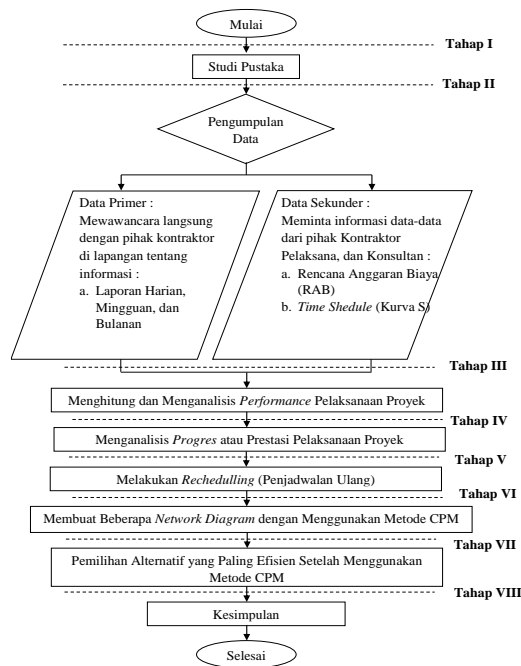 Mulai
Tahap I
Studi Pustaka
Tahap II
Pengumpulan
Data
Data Primer :
Mewawancara langsung
dengan pihak kontraktor
di lapangan tentang
informasi :
a. Laporan Harian,
Mingguan, dan
Bulanan
Data Sekunder :
Meminta informasi data-data
dari pihak Kontraktor
Pelaksana, dan Konsultan :
a. Rencana Anggaran Biaya
(RAB)
b. Time Shedule (Kurva S)
Tahap III
Menghitung dan Menganalisis Performance Pelaksanaan Proyek
Tahap IV
Menganalisis Progres atau Prestasi Pelaksanaan Proyek
Tahap V
Melakukan Rechedulling (Penjadwalan Ulang)
Tahap VI
Membuat Beberapa Network Diagram dengan Menggunakan Metode CPM
Tahap VII
Pemilihan Alternatif yang Paling Efisien Setelah Menggunakan
Metode CPM
Tahap VIII
Kesimpulan
Selesai